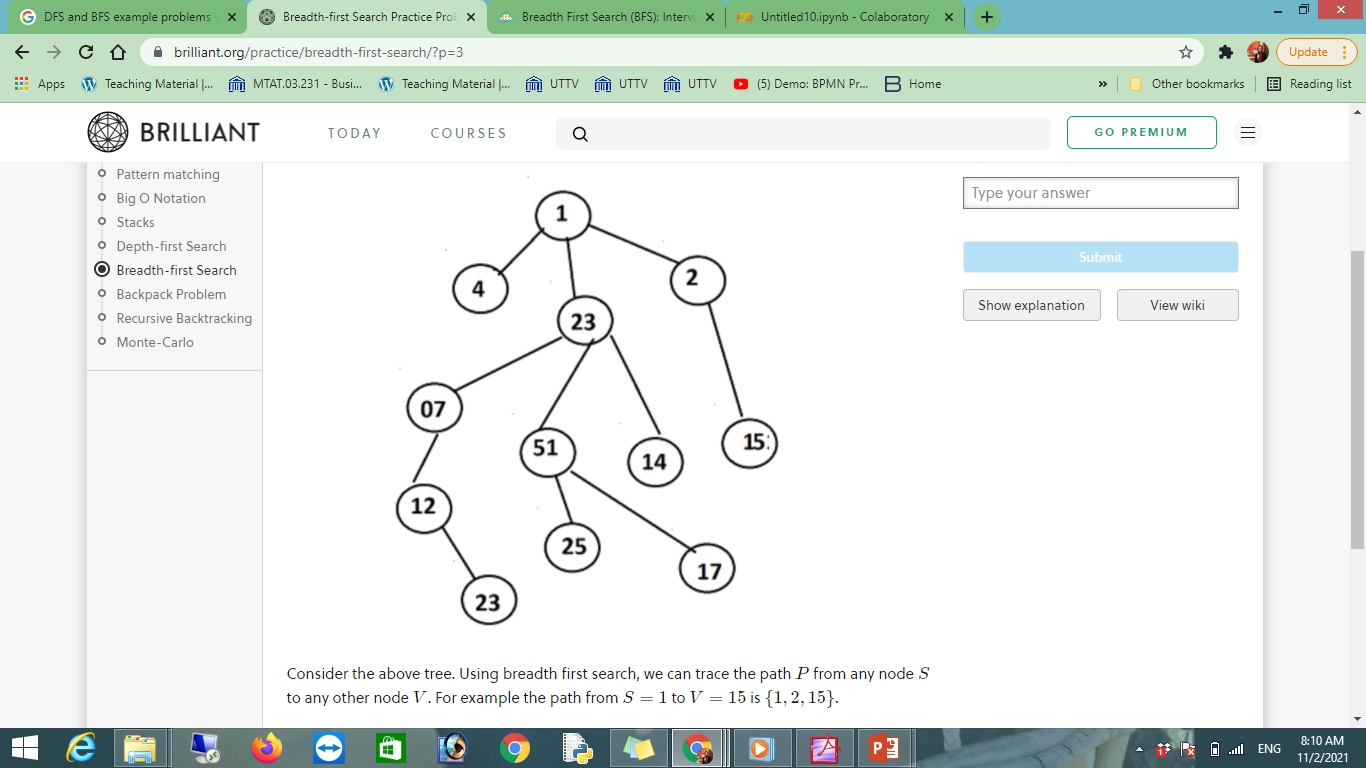 DFS and BFS example problems
Breadth-first Search Practice Prob
Breadth First Search (BFS): Intervi
Untitled10.ipynb - Colaboratory
brilliant.org/practice/breadth-first-search/?p=3
Update
Apps
Teaching Material |...
MTAT.03.231 - Busi...
Teaching Material |...
UTTV
UTTV
UTTV
(5) Demo: BPMN Pr...
Home
»
Other bookmarks
Reading list
BRILLIANT
TODAY
COURSES
GO PREMIUM
Pattern matching
Big O Notation
Stacks
Depth-first Search
Breadth-first Search
Backpack Problem
Recursive Backtracking
Monte-Carlo
1
4
2
23
07
51
14
15
12
25
17
23
Type your answer
Submit
Show explanation
View wiki
Consider the above tree. Using breadth first search, we can trace the path P from any node S
to any other node V. For example the path from S = 1 to V = 15 is {1, 2, 15}.
ENG
8:10 AM
11/2/2021